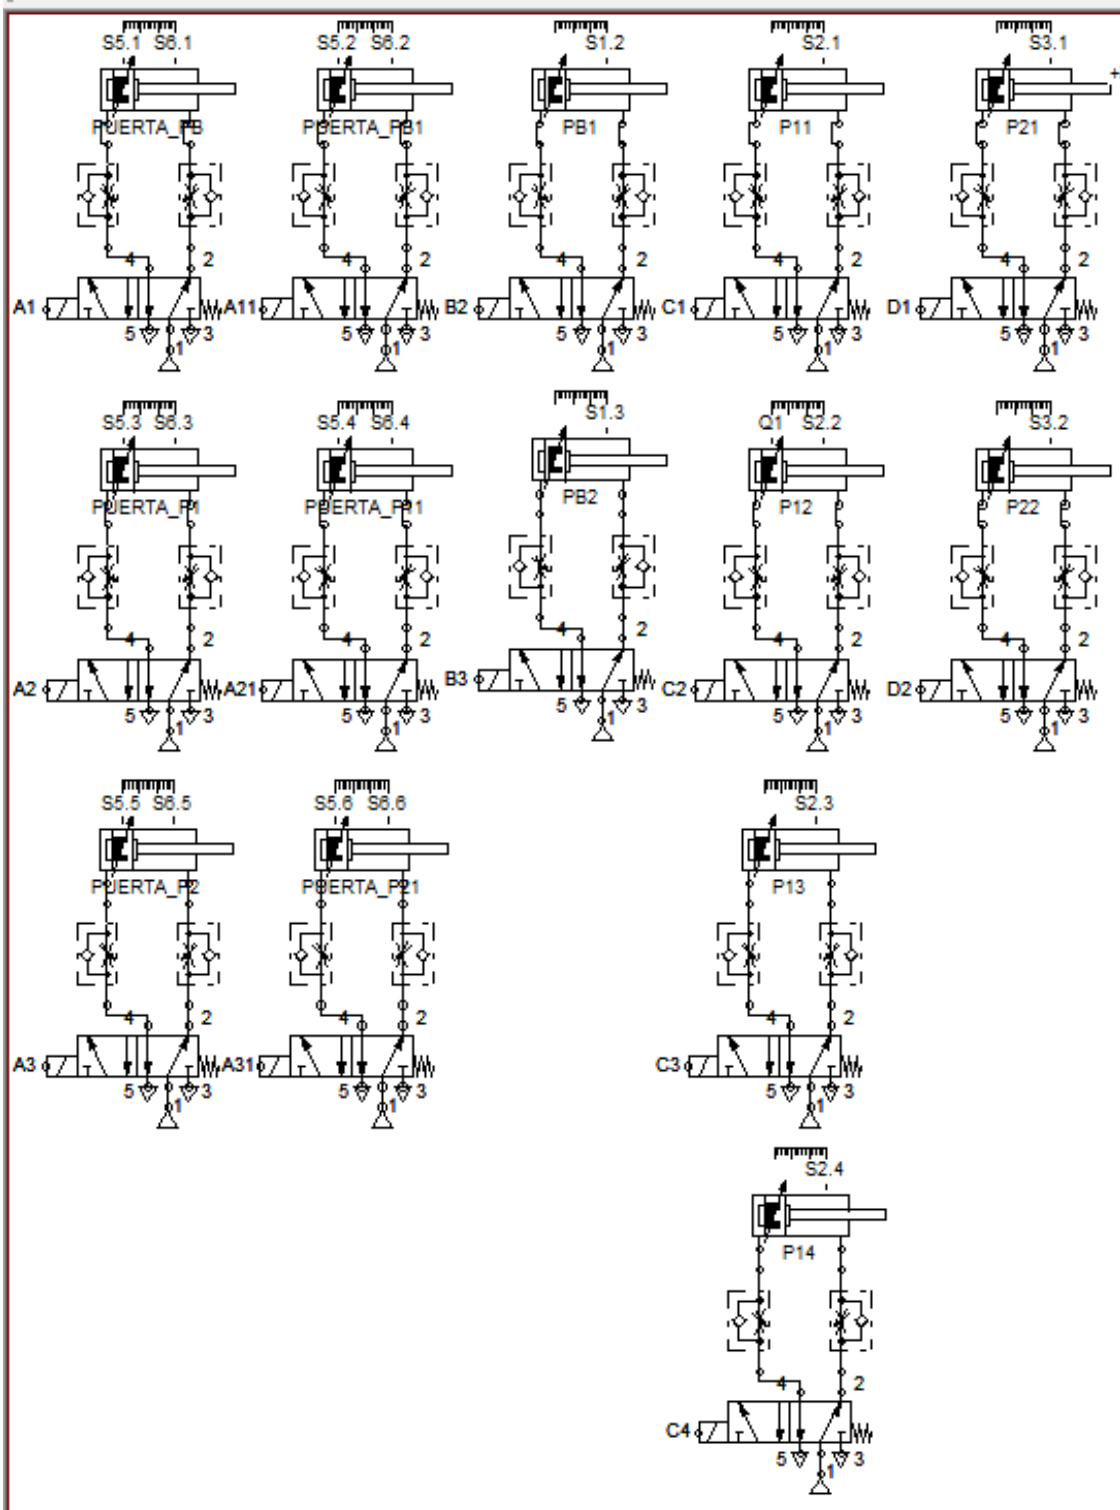 S5.1 S6.1 S5.2 S6.2 S1.2 S2.1 S3.1
+
PUERTA_PB PUERTA_PB1 PB1 P11 P21
4 2 4 2 4 2 4 2 4 2
A1 A11 B2 C1 D1
5 1 3 5 1 3 5 1 3 5 1 3 5 1 3
S5.3 S6.3 S5.4 S6.4 S1.3 Q1 S2.2 S3.2
PUERTA_P1 PUERTA_P11 PB2 P12 P22
4 2 4 2 4 2 4 2 4 2
A2 A21 B3 C2 D2
5 1 3 5 1 3 5 1 3 5 1 3 5 1 3
S5.5 S6.5 S5.6 S6.6 S2.3
PUERTA_P2 PUERTA_P21 P13
4 2 4 2 4 2
A3 A31 C3
5 1 3 5 1 3 5 1 3
S2.4
P14
4 2
C4
5 1 3